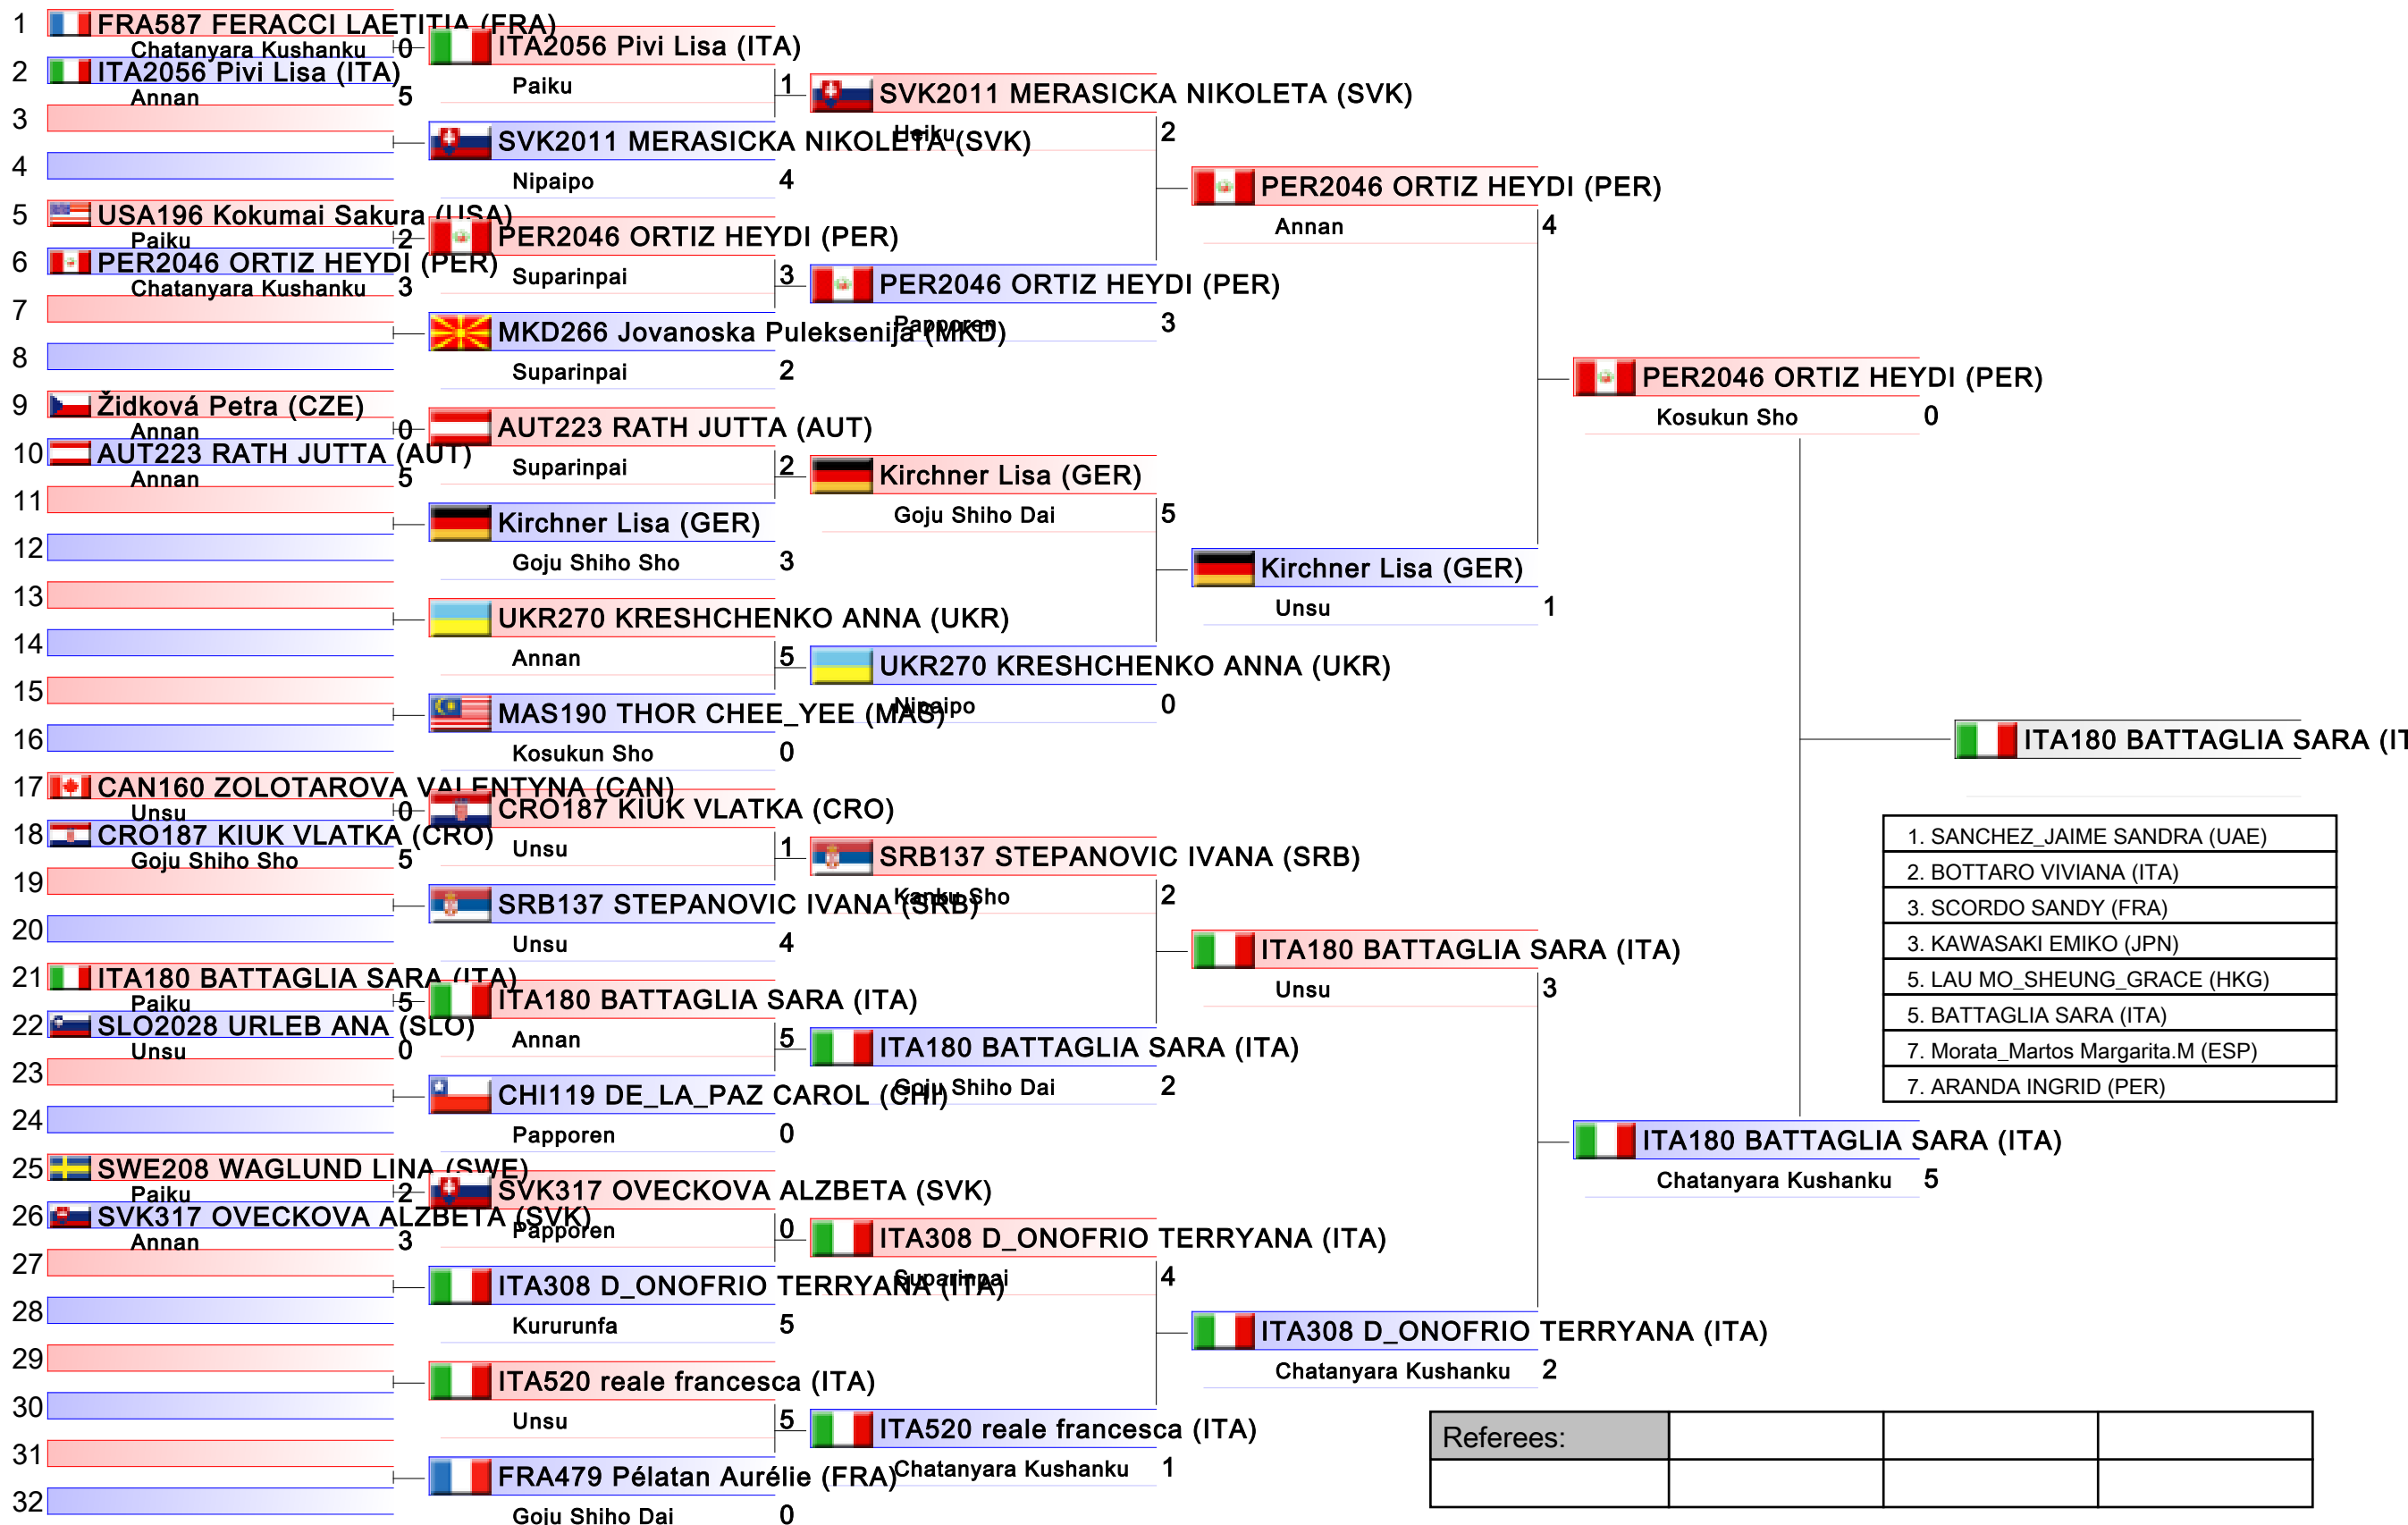 1 FRA587 FERACCI LAETITIA (FRA)
Chatanyara Kushanku 0
2 ITA2056 Pivi Lisa (ITA)
Annan 5
3
4
5 USA196 Kokumai Sakura (USA)
Paiku 2
6 PER2046 ORTIZ HEYDI (PER)
Chatanyara Kushanku 3
7
8
9 Židková Petra (CZE)
Annan 0
10 AUT223 RATH JUTTA (AUT)
Annan 5
11
12
13
14
15
16
17 CAN160 ZOLOTAROVA VALENTYNA (CAN)
Unsu 0
18 CRO187 KIUK VLATKA (CRO)
Goju Shiho Sho 5
19
20
21 ITA180 BATTAGLIA SARA (ITA)
Paiku 5
22 SLO2028 URLEB ANA (SLO)
Unsu 0
23
24
25 SWE208 WAGLUND LINA (SWE)
Paiku 2
26 SVK317 OVECKOVA ALZBETA (SVK)
Annan 3
27
28
29
30
31
32
ITA2056 Pivi Lisa (ITA)
Paiku 1
SVK2011 MERASICKA NIKOLETA (SVK)
Nipaipo 4
PER2046 ORTIZ HEYDI (PER)
Suparinpai 3
MKD266 Jovanoska Puleksenija (MKD)
Suparinpai 2
AUT223 RATH JUTTA (AUT)
Suparinpai 2
Kirchner Lisa (GER)
Goju Shiho Sho 3
UKR270 KRESHCHENKO ANNA (UKR)
Annan 5
MAS190 THOR CHEE_YEE (MAS)
Kosukun Sho 0
CRO187 KIUK VLATKA (CRO)
Unsu 1
SRB137 STEPANOVIC IVANA (SRB)
Unsu 4
ITA180 BATTAGLIA SARA (ITA)
Annan 5
CHI119 DE_LA_PAZ CAROL (CHI)
Papporen 0
SVK317 OVECKOVA ALZBETA (SVK)
Papporen 0
ITA308 D_ONOFRIO TERRYANA (ITA)
Kururunfa 5
ITA520 reale francesca (ITA)
Unsu 5
FRA479 Pélatan Aurélie (FRA)
Goju Shiho Dai 0
SVK2011 MERASICKA NIKOLETA (SVK)
Heiku 2
PER2046 ORTIZ HEYDI (PER)
Papporen 3
Kirchner Lisa (GER)
Goju Shiho Dai 5
UKR270 KRESHCHENKO ANNA (UKR)
Nipaipo 0
SRB137 STEPANOVIC IVANA (SRB)
Kanku Sho 2
ITA180 BATTAGLIA SARA (ITA)
Goju Shiho Dai 2
ITA308 D_ONOFRIO TERRYANA (ITA)
Suparinpai 4
ITA520 reale francesca (ITA)
Chatanyara Kushanku 1
PER2046 ORTIZ HEYDI (PER)
Annan 4
Kirchner Lisa (GER)
Unsu 1
ITA180 BATTAGLIA SARA (ITA)
Unsu 3
ITA308 D_ONOFRIO TERRYANA (ITA)
Chatanyara Kushanku 2
PER2046 ORTIZ HEYDI (PER)
Kosukun Sho 0
ITA180 BATTAGLIA SARA (ITA)
Chatanyara Kushanku 5
ITA180 BATTAGLIA SARA (IT
1. SANCHEZ_JAIME SANDRA (UAE)
2. BOTTARO VIVIANA (ITA)
3. SCORDO SANDY (FRA)
3. KAWASAKI EMIKO (JPN)
5. LAU MO_SHEUNG_GRACE (HKG)
5. BATTAGLIA SARA (ITA)
7. Morata_Martos Margarita.M (ESP)
7. ARANDA INGRID (PER)
Referees: